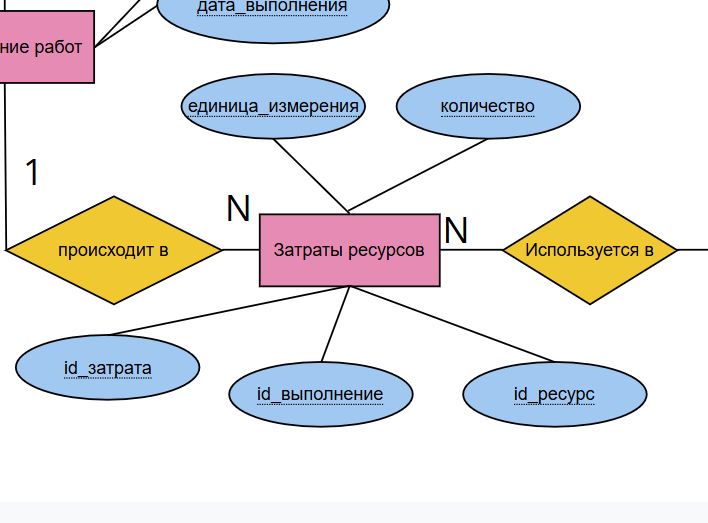 дата_выполнения
ние работ
единица_измерения
количество
1
N
N
происходит в
Затраты ресурсов
Используется в
id_затрата
id_выполнение
id_ресурс